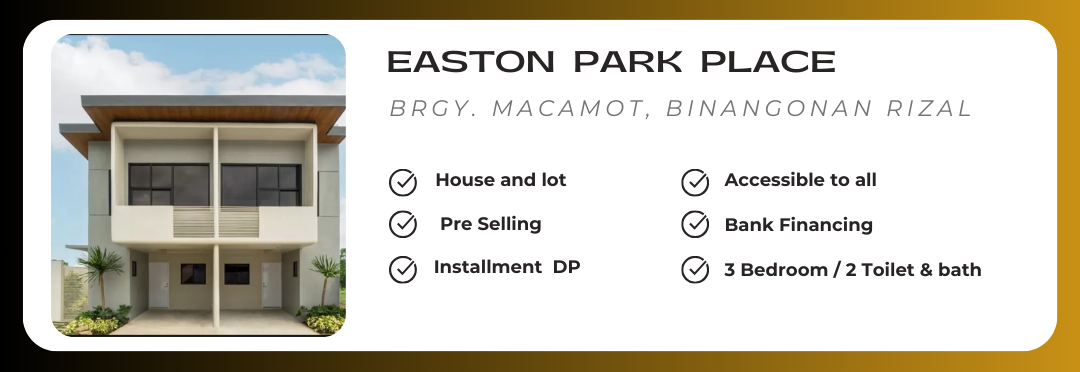 EASTON PARK PLACE
BRGY. MACAMOT, BINANGONAN RIZAL
House and lot
Pre Selling
Installment DP
Accessible to all
Bank Financing
3 Bedroom / 2 Toilet & bath